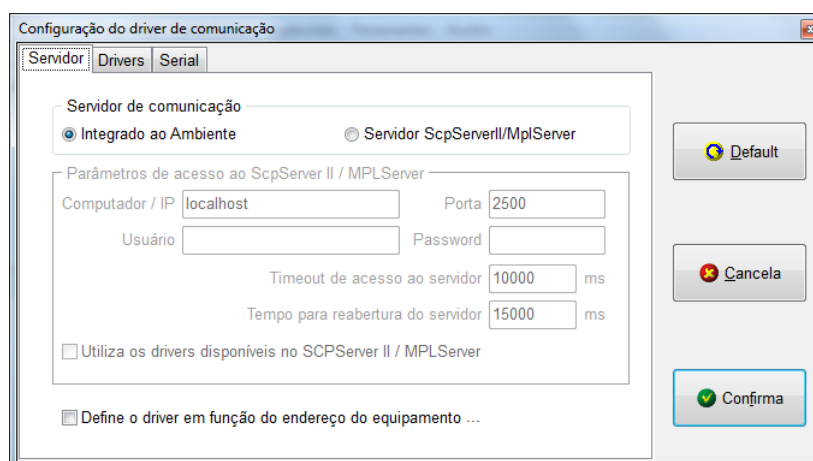 Configuração do driver de comunicação
Servidor Drivers Serial
Servidor de comunicação
Integrado ao Ambiente Servidor ScpServerII/MplServer
Default
Parâmetros de acesso ao ScpServer II / MPLServer
Computador / IP localhost Porta 2500
Usuário Password
Timeout de acesso ao servidor 10000 ms
Cancela
Tempo para reabertura do servidor 15000 ms
Utiliza os drivers disponíveis no SCPServer II / MPLServer
Confirma
Define o driver em função do endereço do equipamento ...